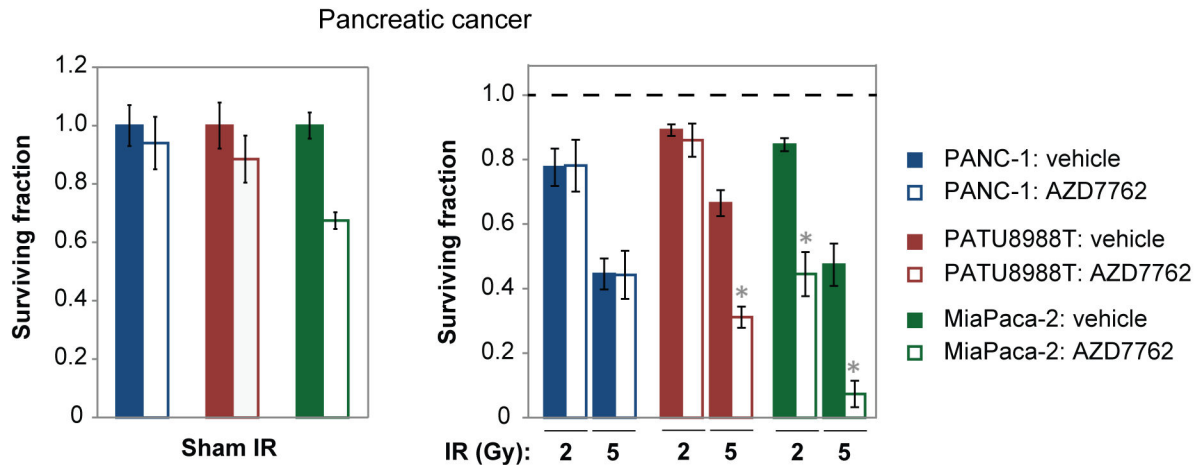 Pancreatic cancer
Surviving fraction
1.2
1.0
0.8
0.6
0.4
0.2
0
Sham IR
Surviving fraction
1.0
0.8
0.6
0.4
0.2
0
*
*
*
IR (Gy): 2 5 2 5 2 5
PANC-1: vehicle
PANC-1: AZD7762
PATU8988T: vehicle
PATU8988T: AZD7762
MiaPaca-2: vehicle
MiaPaca-2: AZD7762